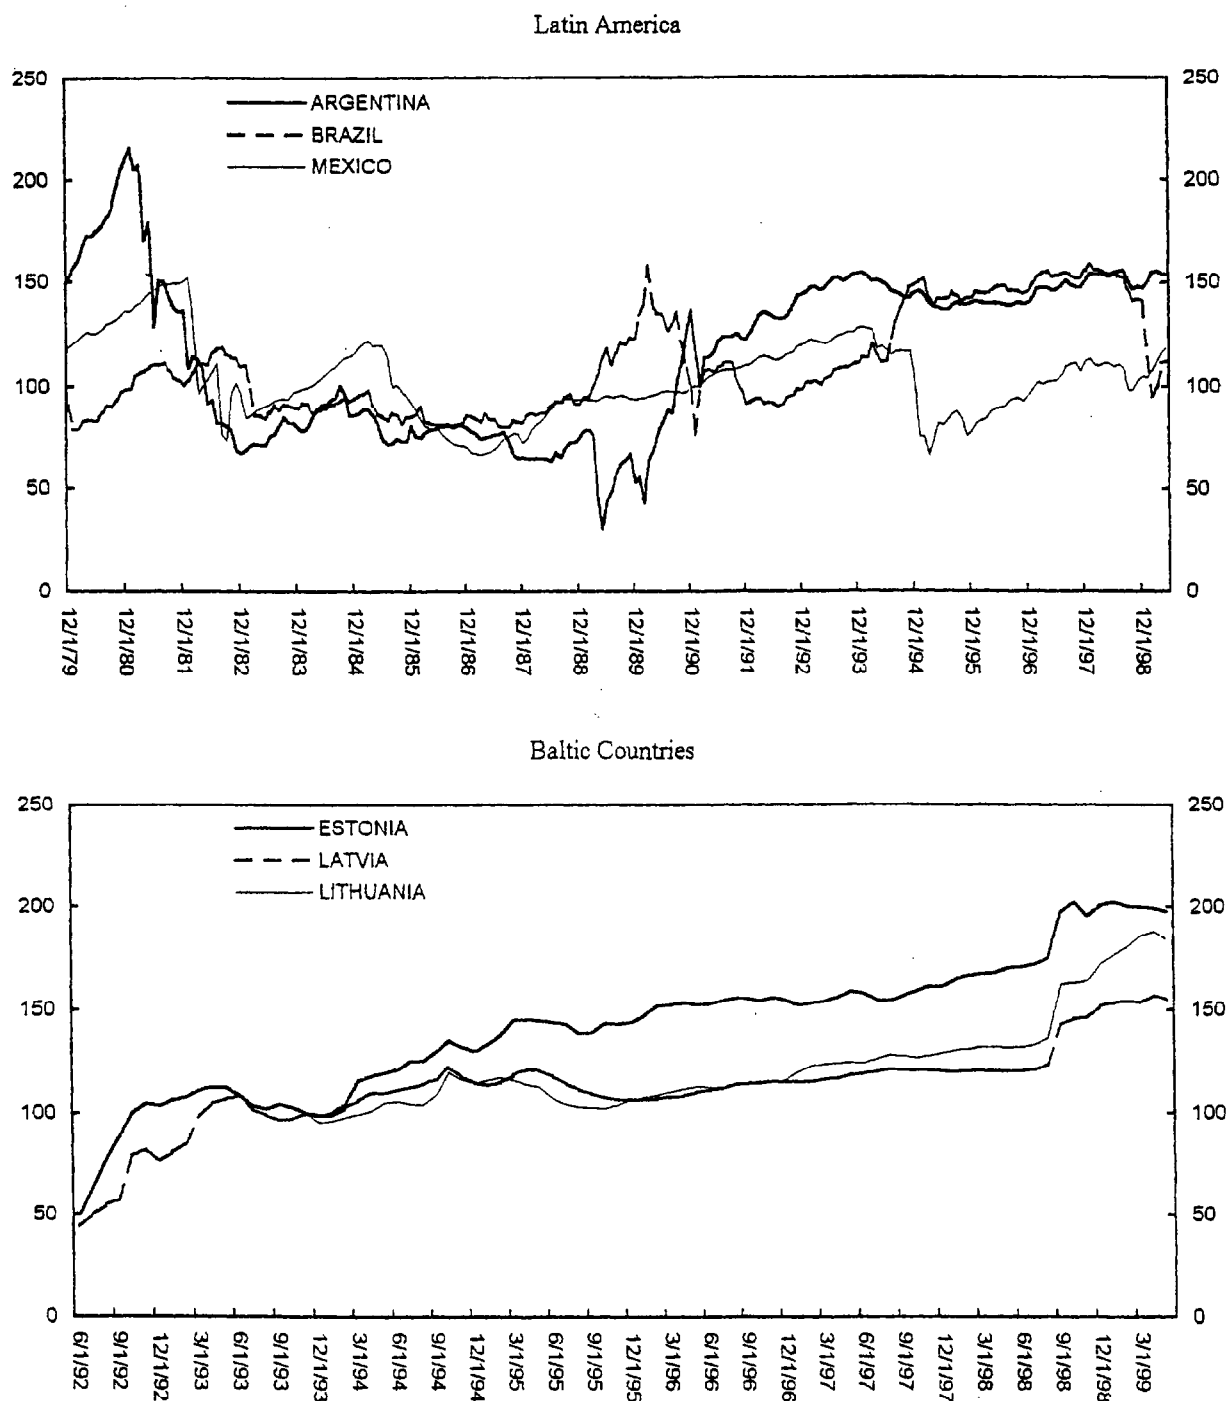 Latin America
250 250
ARGENTINA
BRAZIL
MEXICO
200 200
150 150
100 100
50 50
0 0
12/1/79 12/1/80 12/1/81 12/1/82 12/1/83 12/1/84 12/1/85 12/1/86 12/1/87 12/1/88 12/1/89 12/1/90 12/1/91 12/1/92 12/1/93 12/1/94 12/1/95 12/1/96 12/1/97 12/1/98
Baltic Countries
250 250
ESTONIA
LATVIA
LITHUANIA
200 200
150 150
100 100
50 50
0 0
6/1/92 9/1/92 12/1/92 3/1/93 6/1/93 9/1/93 12/1/93 3/1/94 6/1/94 9/1/94 12/1/94 3/1/95 6/1/95 9/1/95 12/1/95 3/1/96 6/1/96 9/1/96 12/1/96 3/1/97 6/1/97 9/1/97 12/1/97 3/1/98 6/1/98 9/1/98 12/1/98 3/1/99